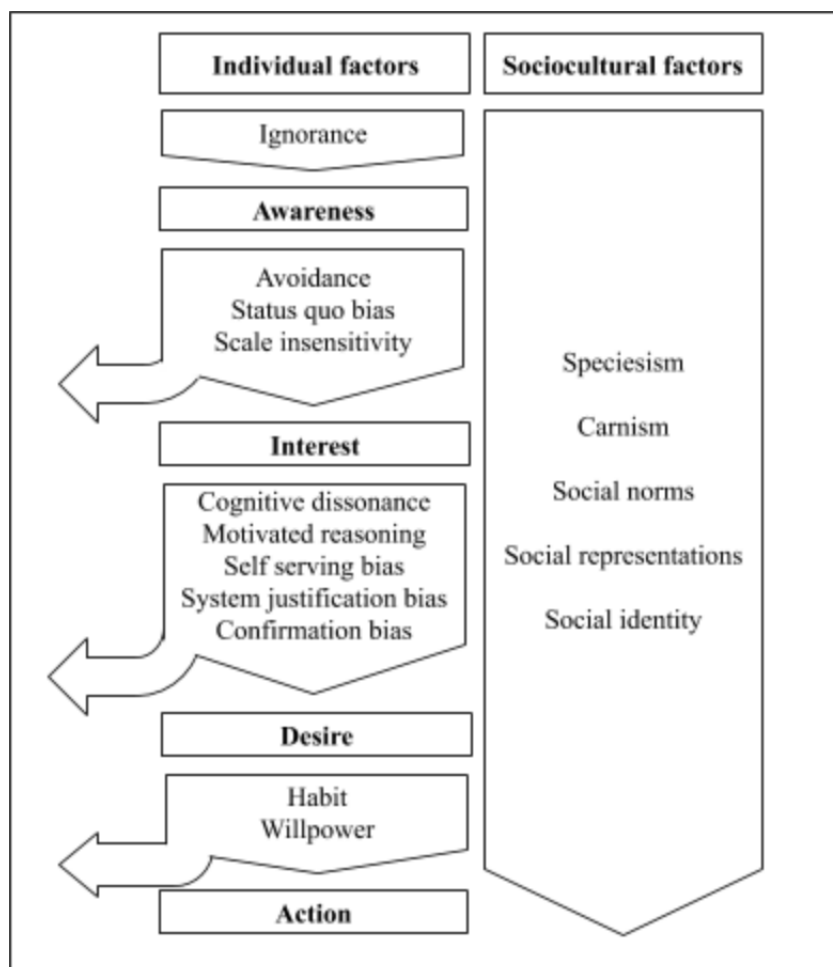 Individual factors
Sociocultural factors
Ignorance
Awareness
Avoidance
Status quo bias
Scale insensitivity
Interest
Cognitive dissonance
Motivated reasoning
Self serving bias
System justification bias
Confirmation bias
Desire
Habit
Willpower
Action
Speciesism
Carnism
Social norms
Social representations
Social identity